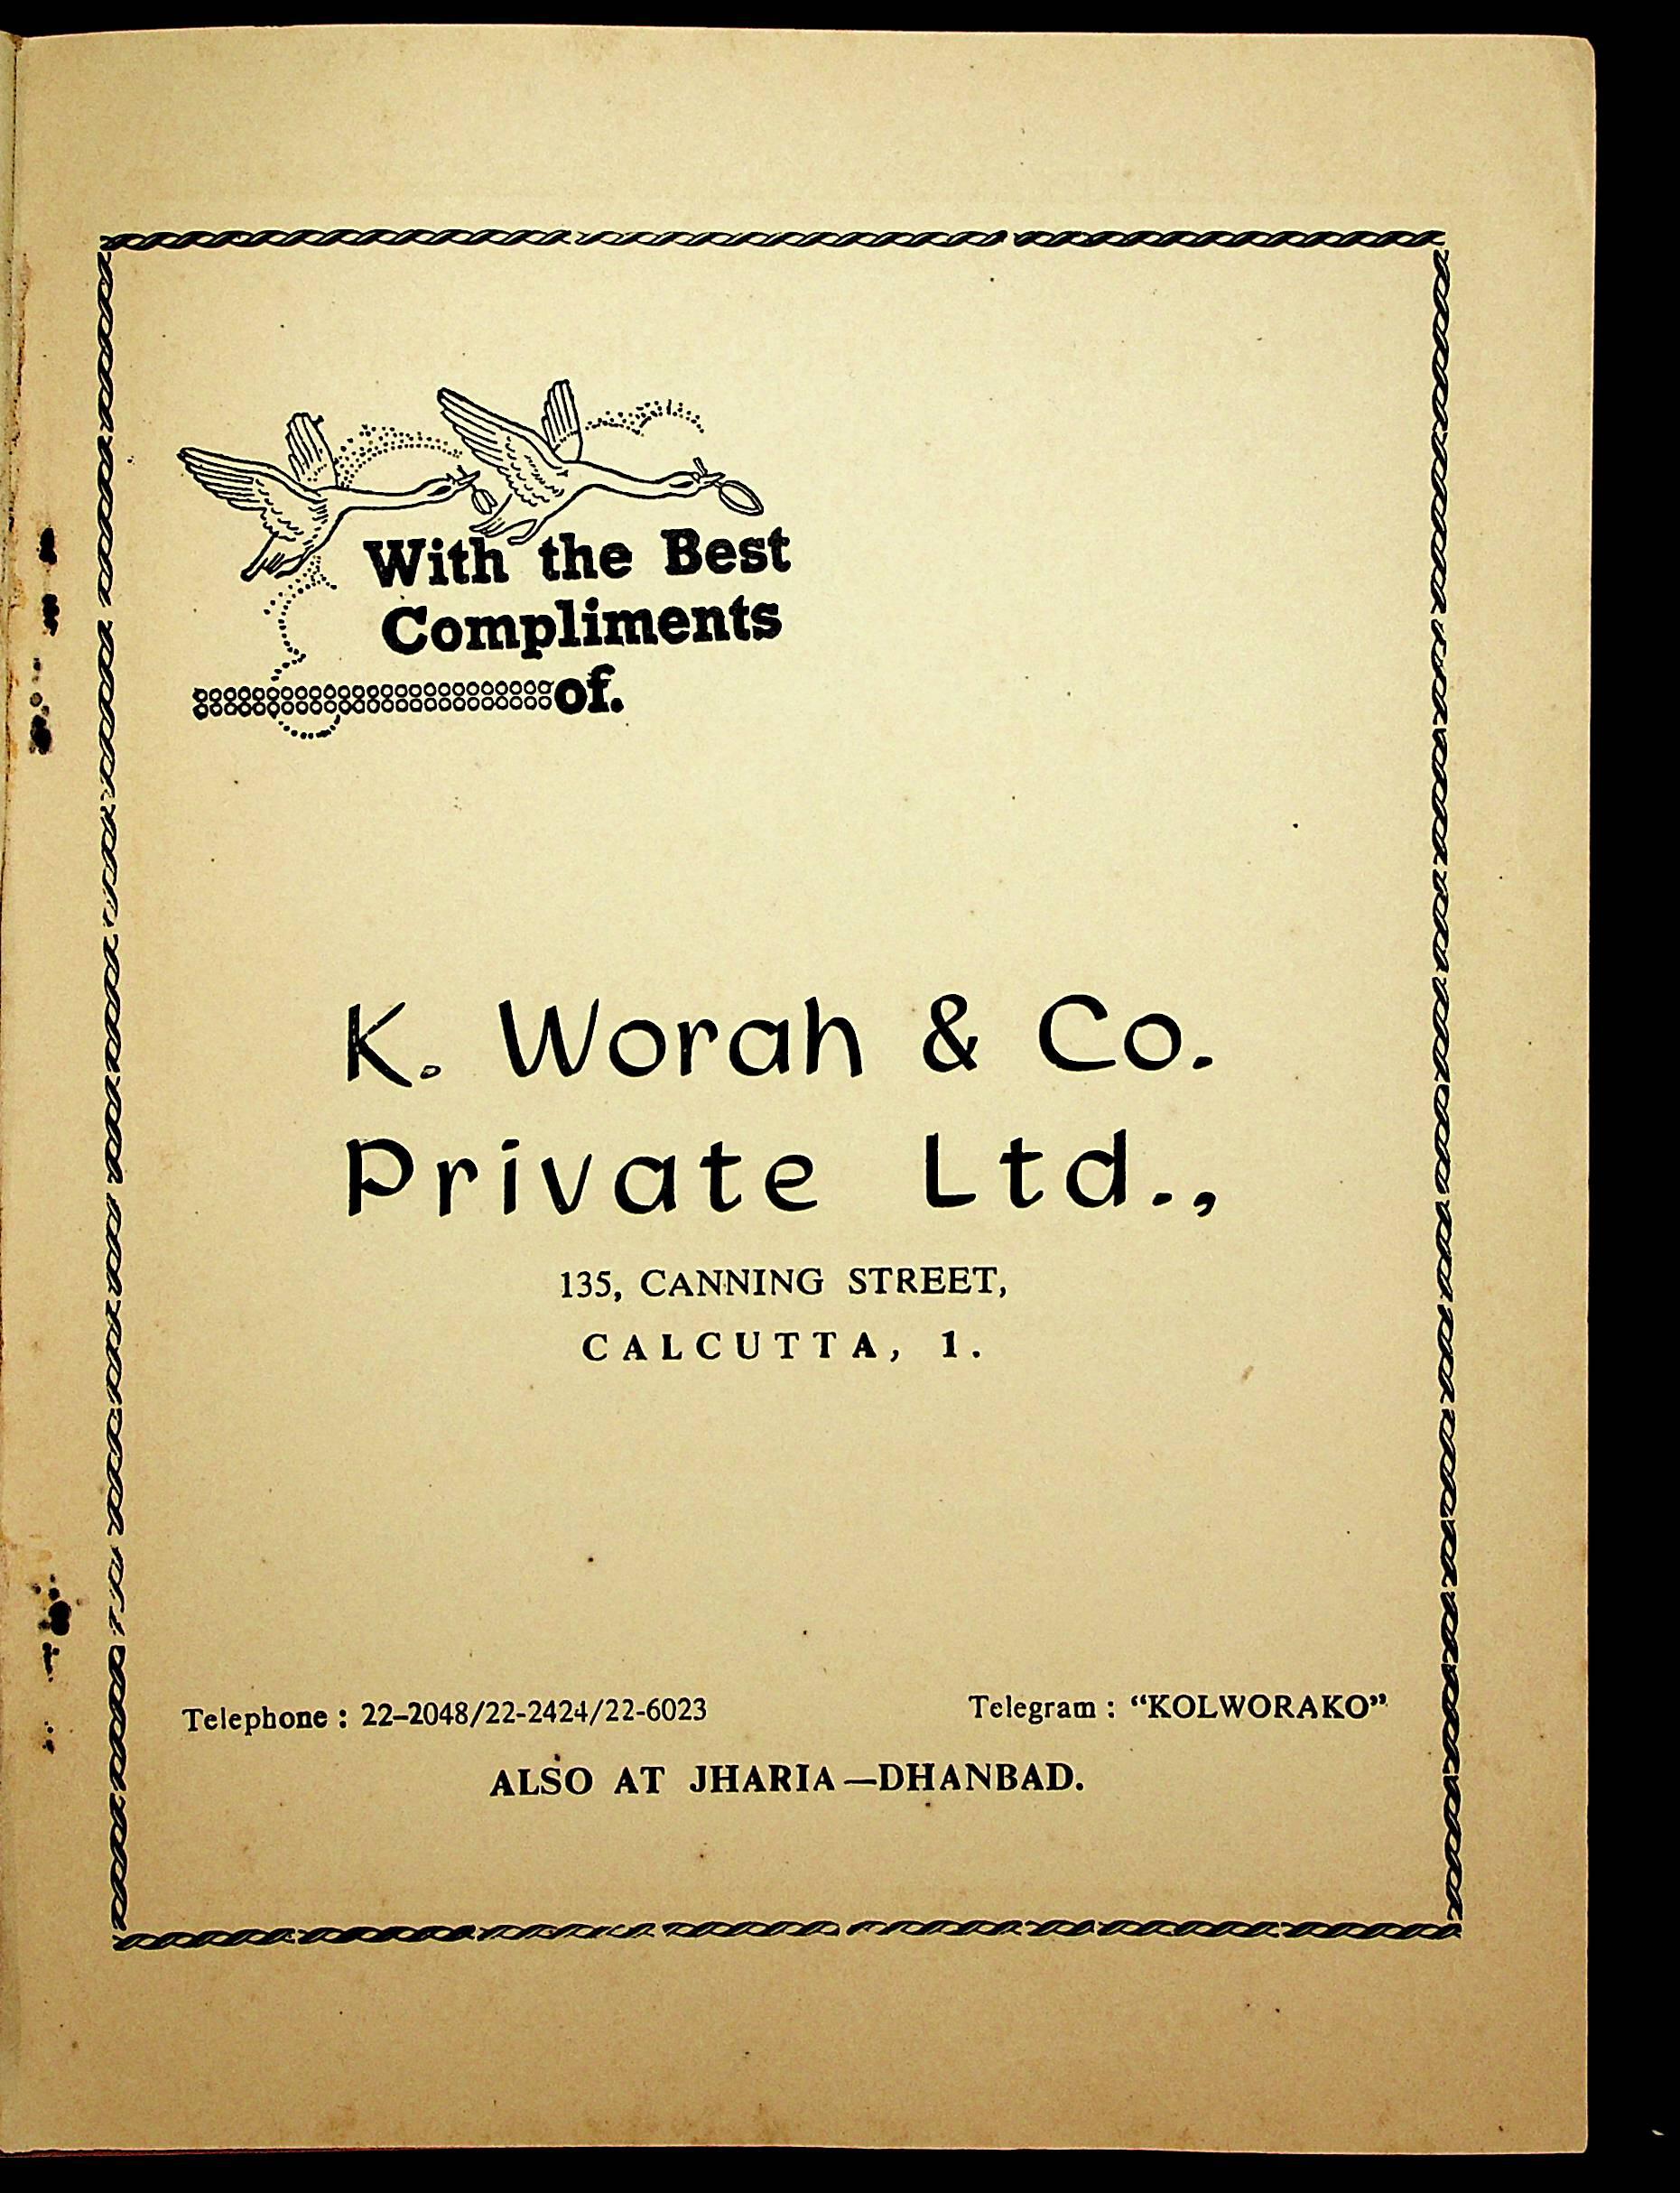 With the Best
Compliments
of.
K. Worah & Co.
Private Ltd.,
135, CANNING STREET,
CALCUTTA, 1.
Telephone : 22-2048/22-2424/22-6023
Telegram : “KOLWORAKO”
ALSO AT JHARIA—DHANBAD.